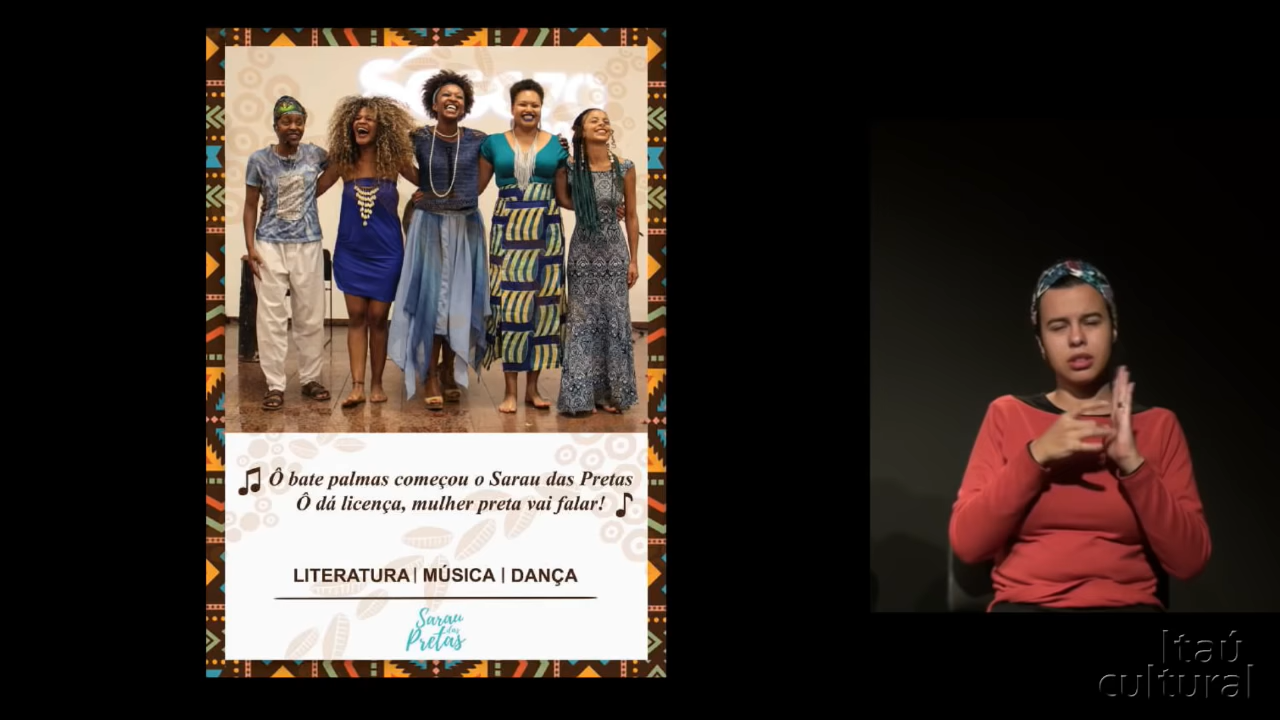 Ô bate palmas começou o Sarau das Pretas
Ô dá licença, mulher preta vai falar!
LITERATURA | MÚSICA | DANÇA
Sarau
das
Pretas
Itaú
cultural